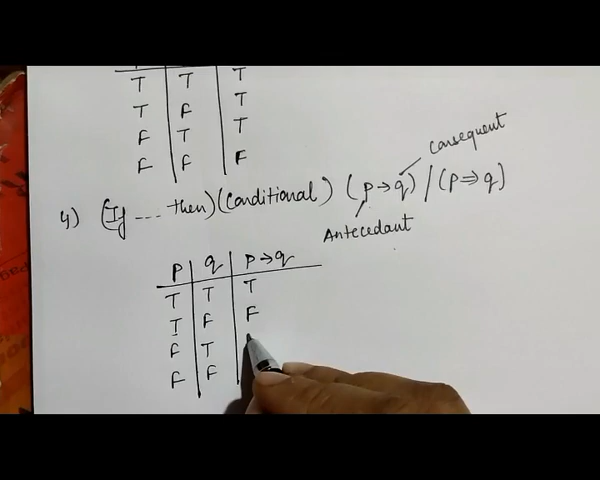 T T T
T F T
F T T
F F F
4) (If ... then) (Conditional) (p → q) / (p ⇒ q)
Consequent
Antecedant
P q p → q
T T T
T F F
F T
F F